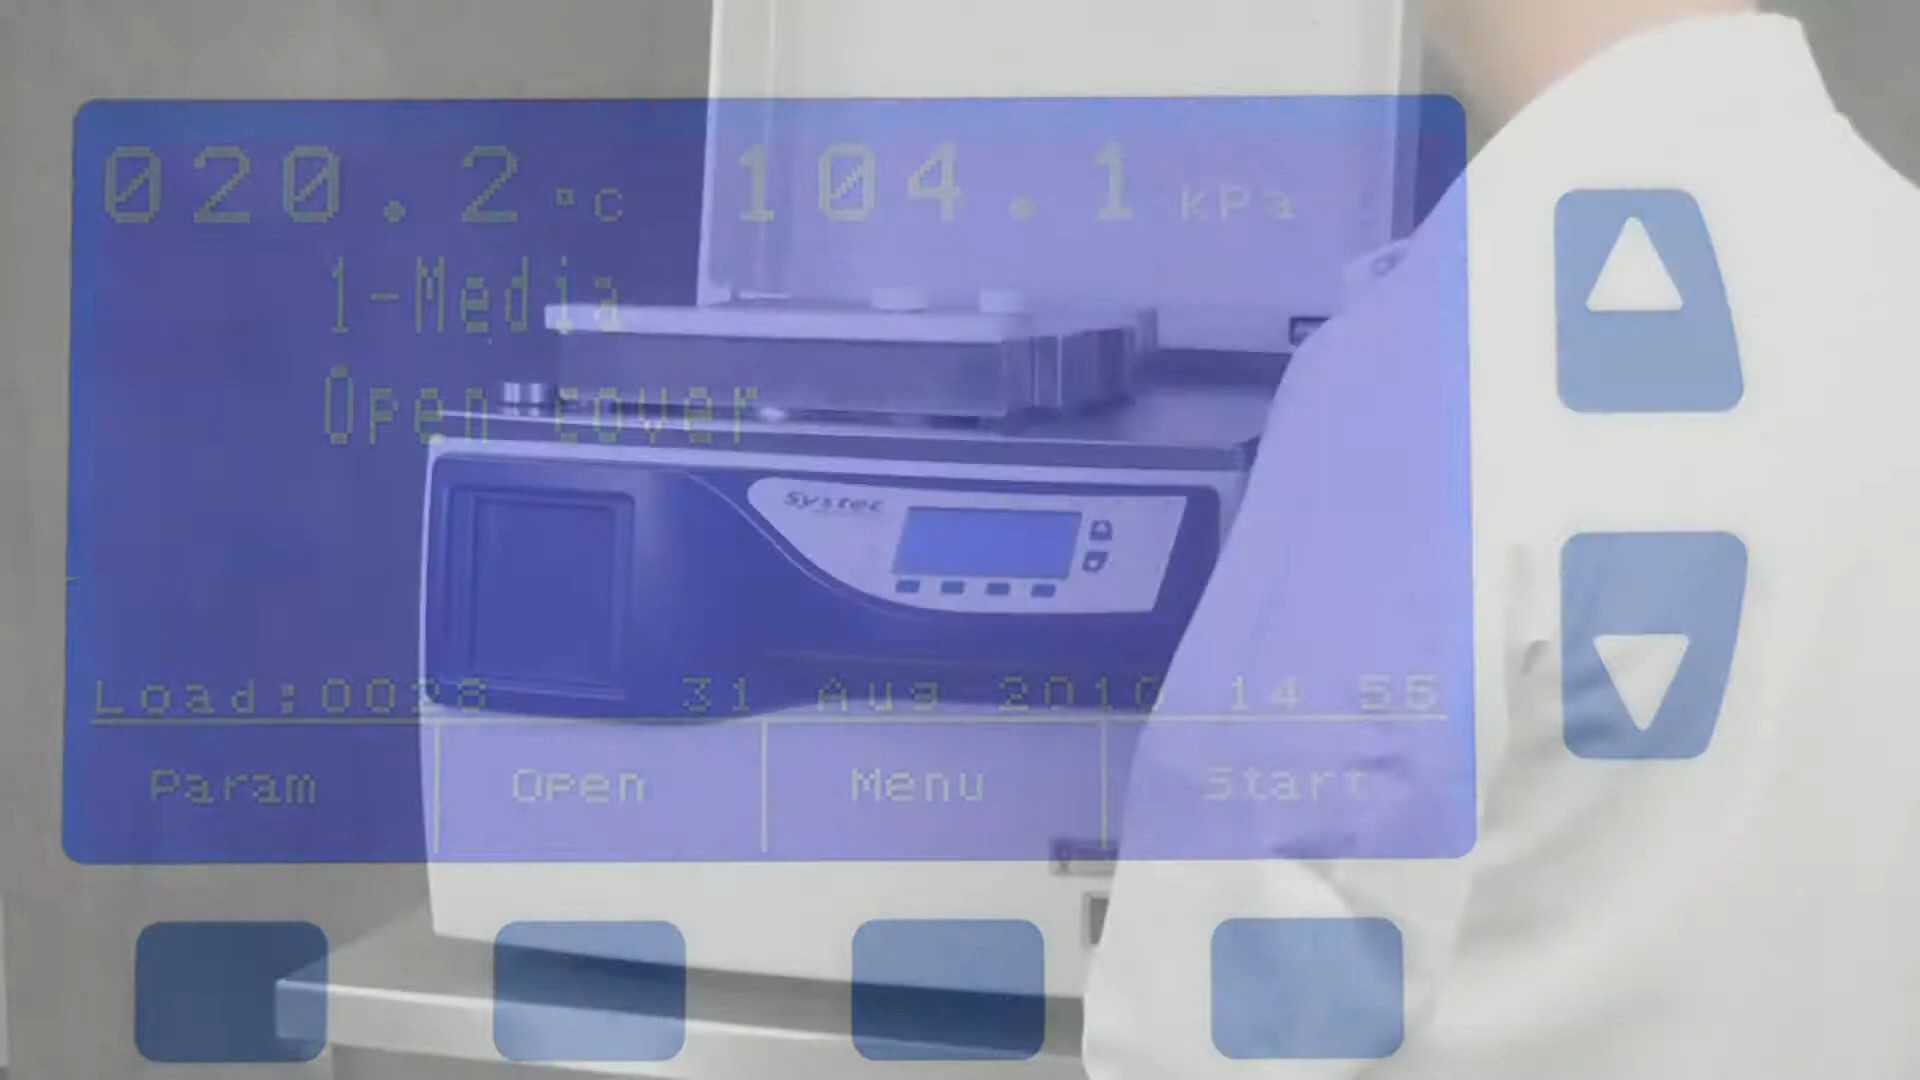 020.2 °C 104.1 kPa
1-Media
Open cover
Systec
Load:0028 31 Aug 2010 14 55
Param Open Menu Start